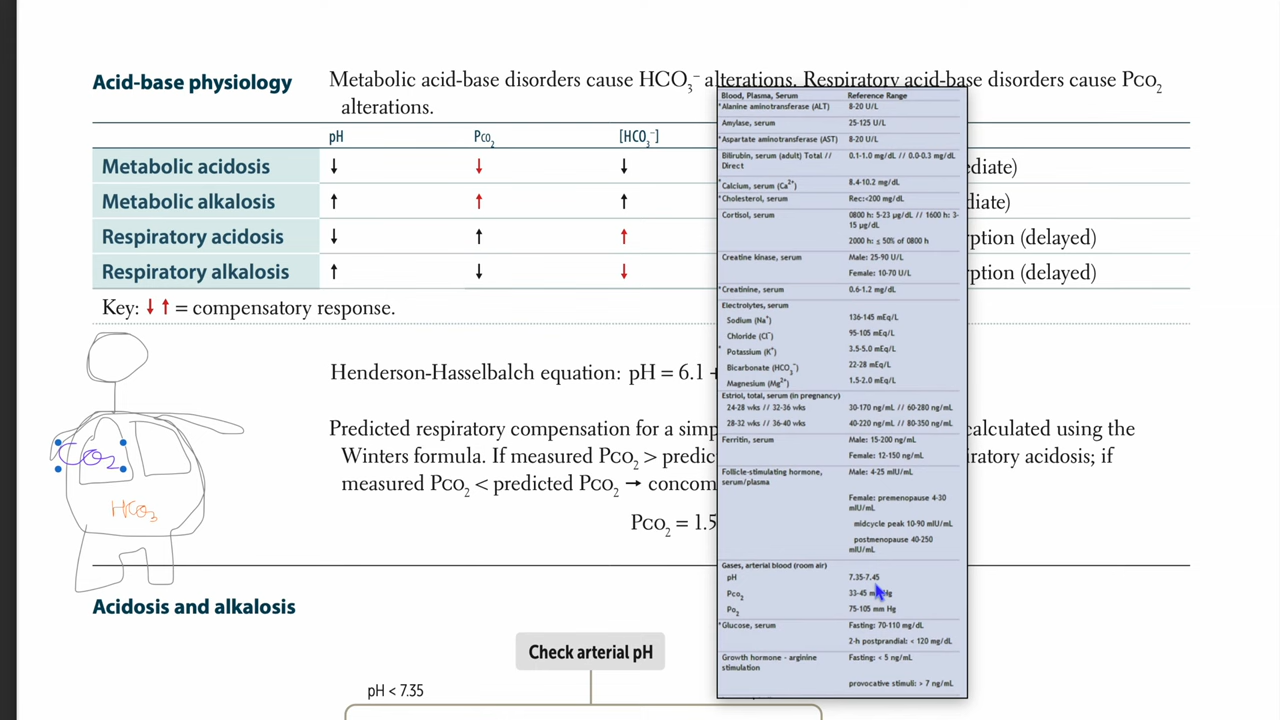 Acid-base physiology
Metabolic acid-base disorders cause HCO₃⁻ alterations. Respiratory acid-base disorders cause PCO₂
alterations.
pH PCO₂ [HCO₃⁻]
Metabolic acidosis ↓ ↓ ↓
Metabolic alkalosis ↑ ↑ ↑
Respiratory acidosis ↓ ↑ ↑ ption (delayed)
Respiratory alkalosis ↑ ↓ ↓ ption (delayed)
Key: ↓ ↑ = compensatory response.
Henderson-Hasselbalch equation: pH = 6.1 +
Predicted respiratory compensation for a simp calculated using the
Winters formula. If measured PCO₂ > predic iratory acidosis; if
measured PCO₂ < predicted PCO₂ → concom
PCO₂ = 1.5
CO₂
HCO₃
Acidosis and alkalosis
Check arterial pH
pH < 7.35
Blood, Plasma, Serum Reference Range
*Alanine aminotransferase (ALT) 8-20 U/L
Amylase, serum 25-125 U/L
*Aspartate aminotransferase (AST) 8-20 U/L
Bilirubin, serum (adult) Total // 0.1-1.0 mg/dL // 0.0-0.3 mg/dL
Direct
*Calcium, serum (Ca²⁺) 8.4-10.2 mg/dL
*Cholesterol, serum Rec:<200 mg/dL
Cortisol, serum 0800 h: 5-23 µg/dL // 1600 h: 3-
15 µg/dL
2000 h: ≤ 50% of 0800 h
Creatine kinase, serum Male: 25-90 U/L
Female: 10-70 U/L
*Creatinine, serum 0.6-1.2 mg/dL
Electrolytes, serum
Sodium (Na⁺) 136-145 mEq/L
Chloride (Cl⁻) 95-105 mEq/L
* Potassium (K⁺) 3.5-5.0 mEq/L
Bicarbonate (HCO₃⁻) 22-28 mEq/L
Magnesium (Mg²⁺) 1.5-2.0 mEq/L
Estriol, total, serum (in pregnancy)
24-28 wks // 32-36 wks 30-170 ng/mL // 60-280 ng/mL
28-32 wks // 36-40 wks 40-220 ng/mL // 80-350 ng/mL
Ferritin, serum Male: 15-200 ng/mL
Female: 12-150 ng/mL
Follicle-stimulating hormone, Male: 4-25 mIU/mL
serum/plasma
Female: premenopause 4-30
mIU/mL
midcycle peak 10-90 mIU/mL
postmenopause 40-250
mIU/mL
Gases, arterial blood (room air)
pH 7.35-7.45
Pco₂ 33-45 mmHg
Po₂ 75-105 mm Hg
*Glucose, serum Fasting: 70-110 mg/dL
2-h postprandial: < 120 mg/dL
Growth hormone - arginine Fasting: < 5 ng/mL
stimulation
provocative stimuli: > 7 ng/mL